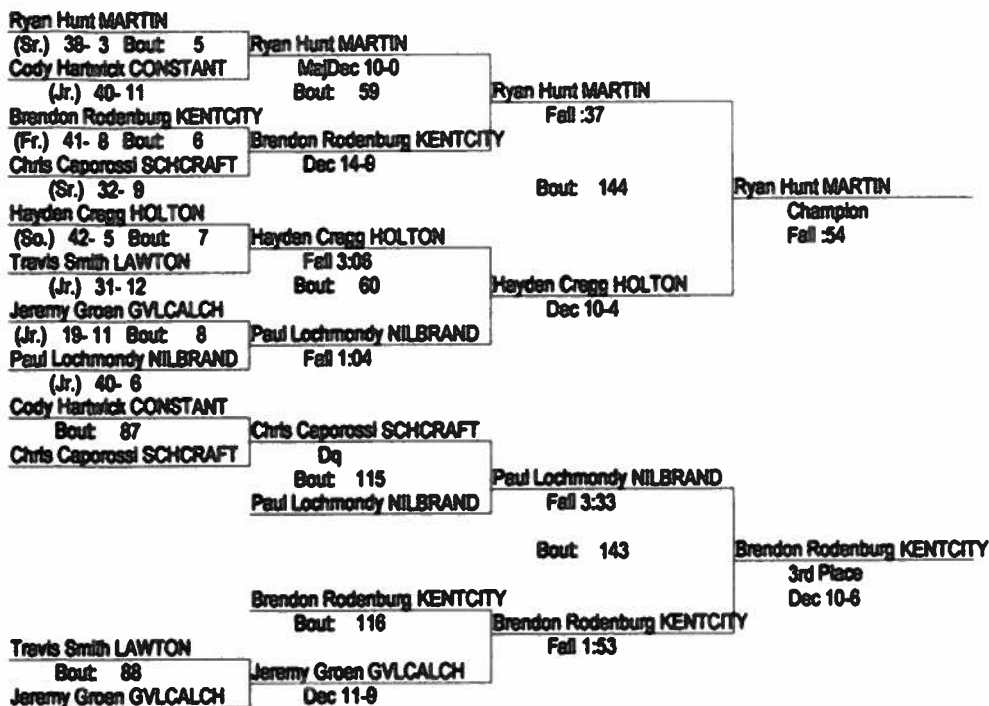 Ryan Hunt MARTIN
(Sr.) 38- 3 Bout: 5
Cody Hartwick CONSTANT
(Jr.) 40- 11
Brendon Rodenburg KENTCITY
(Fr.) 41- 8 Bout: 6
Chris Caporossi SCHCRAFT
(Sr.) 32- 9
Hayden Cregg HOLTON
(So.) 42- 5 Bout: 7
Travis Smith LAWTON
(Jr.) 31- 12
Jeremy Groen GVLCALCH
(Jr.) 19- 11 Bout: 8
Paul Lochmondy NILBRAND
(Jr.) 40- 6
Ryan Hunt MARTIN
MajDec 10-0
Bout: 59
Brendon Rodenburg KENTCITY
Dec 14-9
Hayden Cregg HOLTON
Fall 3:06
Bout: 60
Paul Lochmondy NILBRAND
Fall 1:04
Ryan Hunt MARTIN
Fall :37
Bout: 144
Hayden Cregg HOLTON
Dec 10-4
Ryan Hunt MARTIN
Champion
Fall :54
Cody Hartwick CONSTANT
Bout: 87
Chris Caporossi SCHCRAFT
Chris Caporossi SCHCRAFT
Dq
Bout: 115
Paul Lochmondy NILBRAND
Paul Lochmondy NILBRAND
Fall 3:33
Bout: 143
Brendon Rodenburg KENTCITY
3rd Place
Dec 10-6
Brendon Rodenburg KENTCITY
Bout: 116
Brendon Rodenburg KENTCITY
Fall 1:53
Travis Smith LAWTON
Bout: 88
Jeremy Groen GVLCALCH
Jeremy Groen GVLCALCH
Dec 11-9